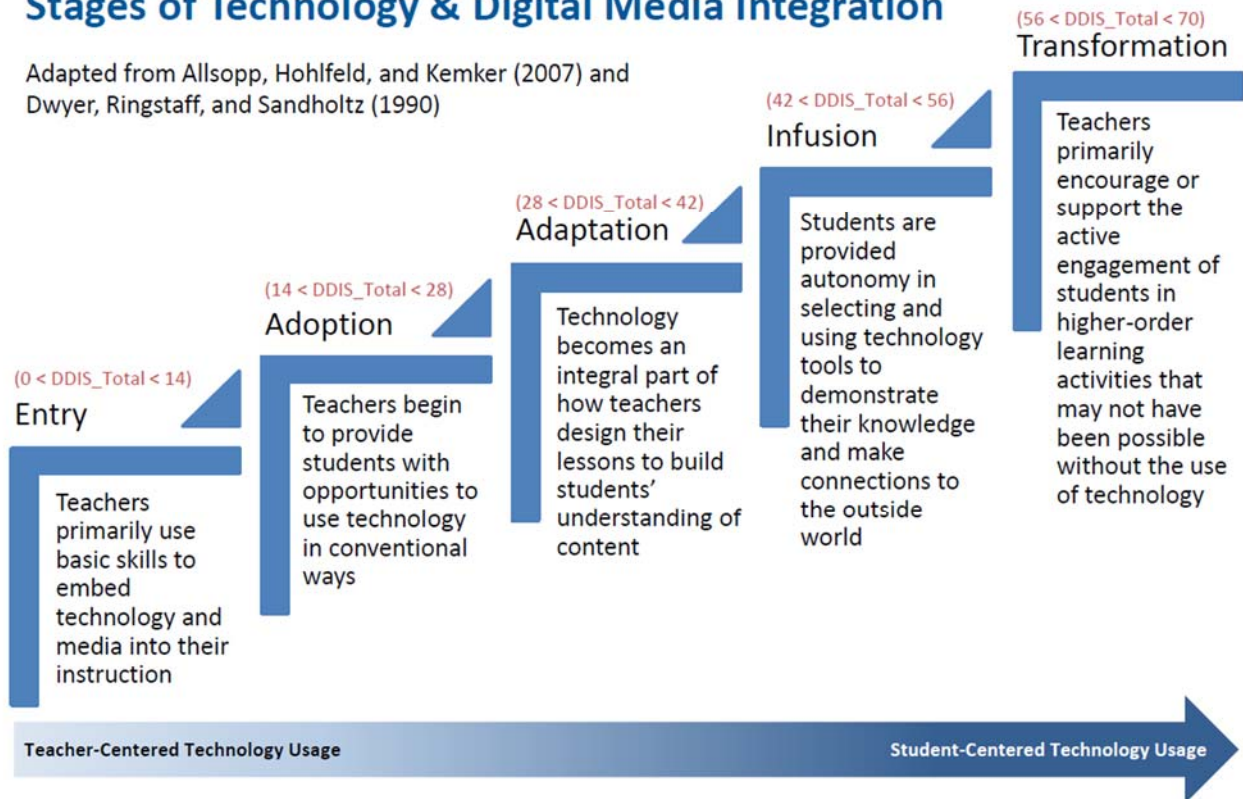 Stages of Technology & Digital Media Integration
Adapted from Allsopp, Hohlfeld, and Kemker (2007) and
Dwyer, Ringstaff, and Sandholtz (1990)
(0 < DDIS_Total < 14)
Entry
Teachers
primarily use
basic skills to
embed
technology and
media into their
instruction
(14 < DDIS_Total < 28)
Adoption
Teachers begin
to provide
students with
opportunities to
use technology
in conventional
ways
(28 < DDIS_Total < 42)
Adaptation
Technology
becomes an
integral part of
how teachers
design their
lessons to build
students’
understanding of
content
(42 < DDIS_Total < 56)
Infusion
Students are
provided
autonomy in
selecting and
using technology
tools to
demonstrate
their knowledge
and make
connections to
the outside
world
(56 < DDIS_Total < 70)
Transformation
Teachers
primarily
encourage or
support the
active
engagement of
students in
higher-order
learning
activities that
may not have
been possible
without the use
of technology
Teacher-Centered Technology Usage
Student-Centered Technology Usage